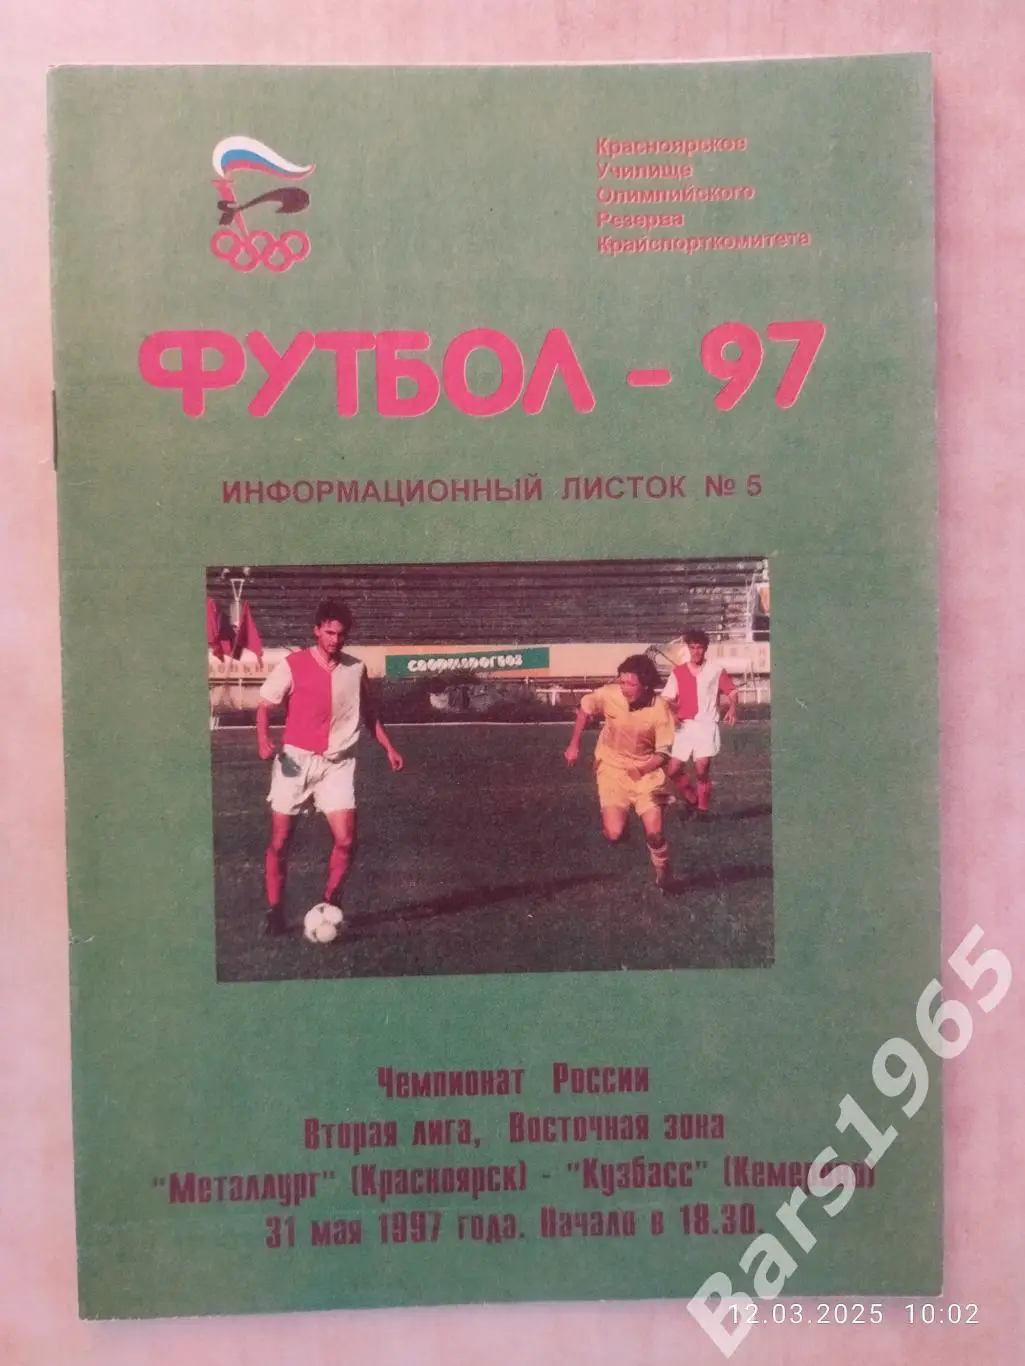 Красноярское
Училище
Олимпийского
Резерва
Крайспорткомитета
ФУТБОЛ - 97
ИНФОРМАЦИОННЫЙ ЛИСТОК № 5
Чемпионат России
Вторая лига, Восточная зона
"Металлург" (Красноярск) - "Кузбасс" (Кемерово)
31 мая 1997 года. Начало в 18.30.
Bars1965
12.03.2025 10:02